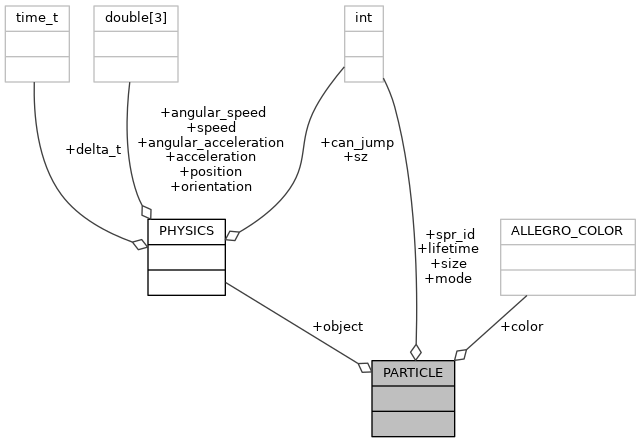 time_t
double[3]
int
+delta_t
+angular_speed
+speed
+angular_acceleration
+acceleration
+position
+orientation
+can_jump
+sz
PHYSICS
+spr_id
+lifetime
+size
+mode
ALLEGRO_COLOR
+object
+color
PARTICLE